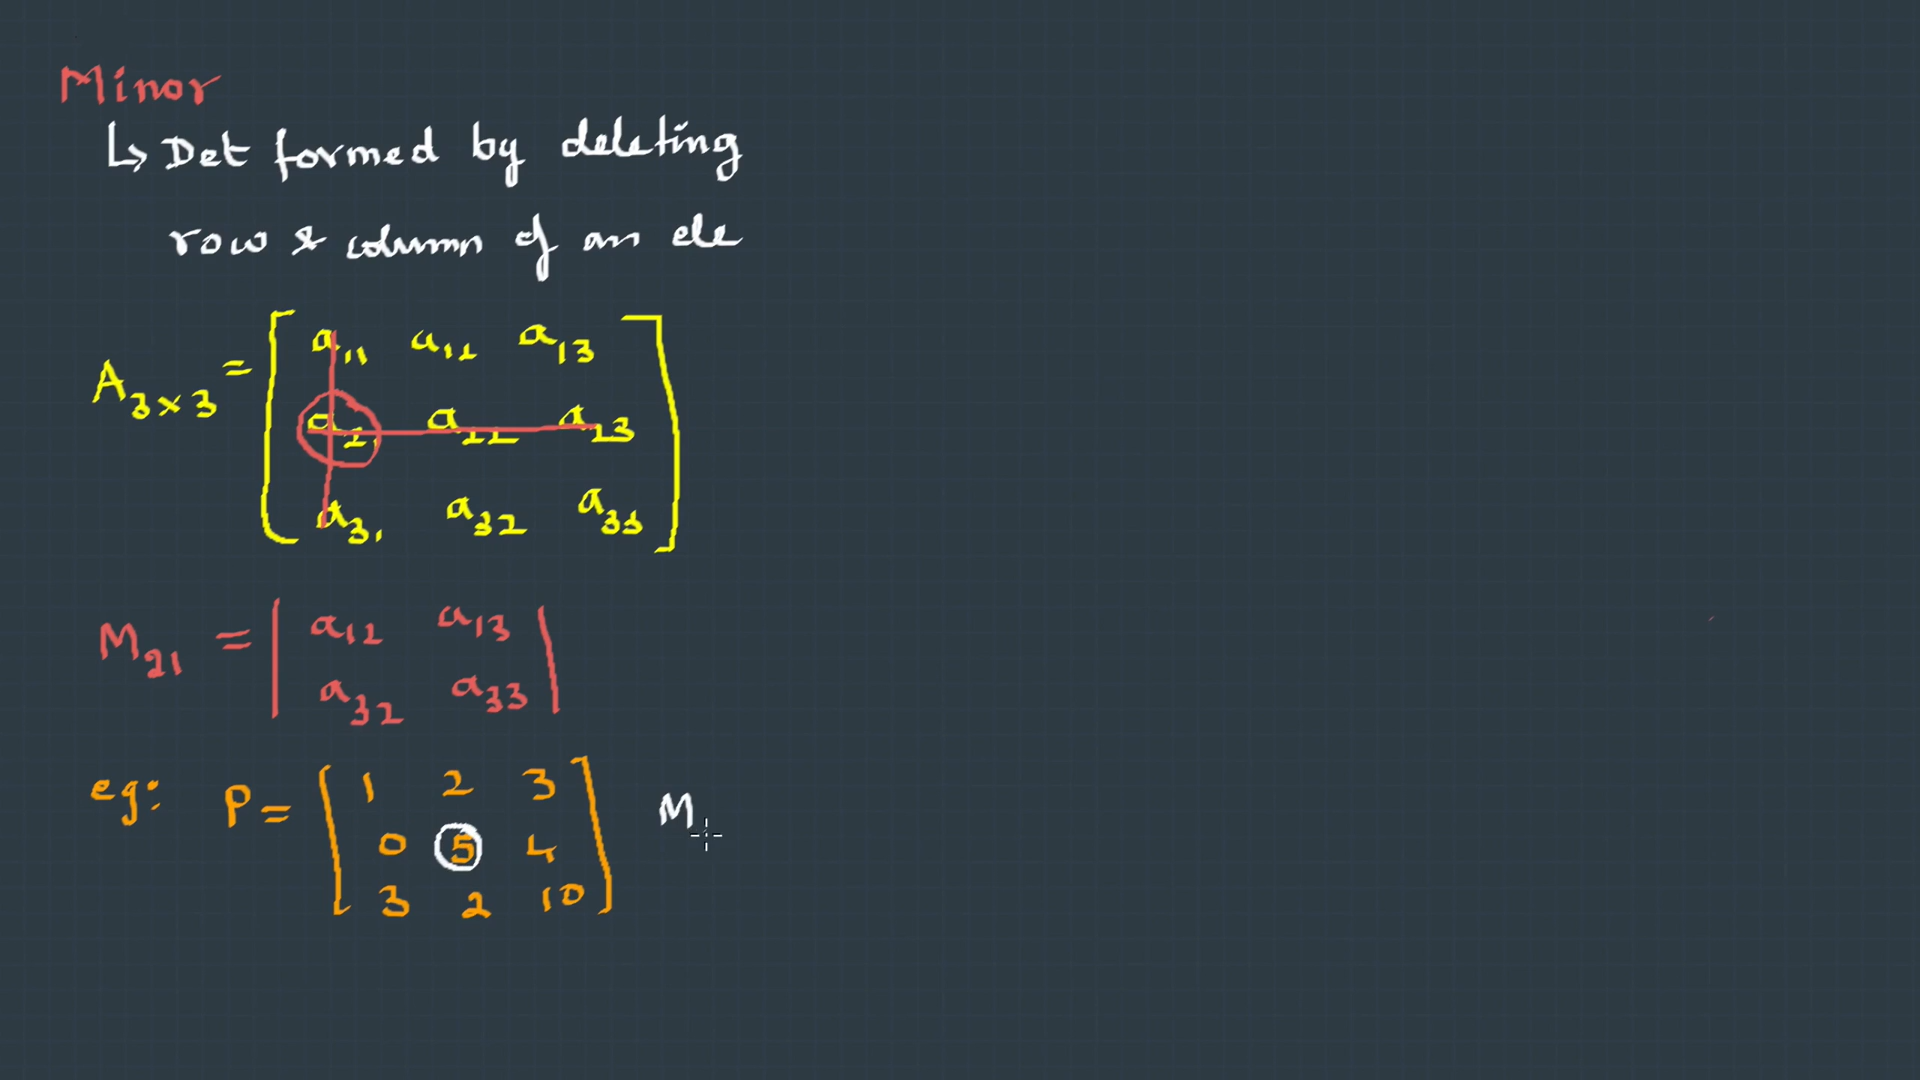 Minor
↳ Det formed by deleting
row & column of an ele
A3×3 = [ a11 a12 a13
a21 a22 a23
a31 a32 a33 ]
M21 = | a12 a13
a32 a33 |
eg: P = [ 1 2 3
0 5 4
3 2 10 ]
M